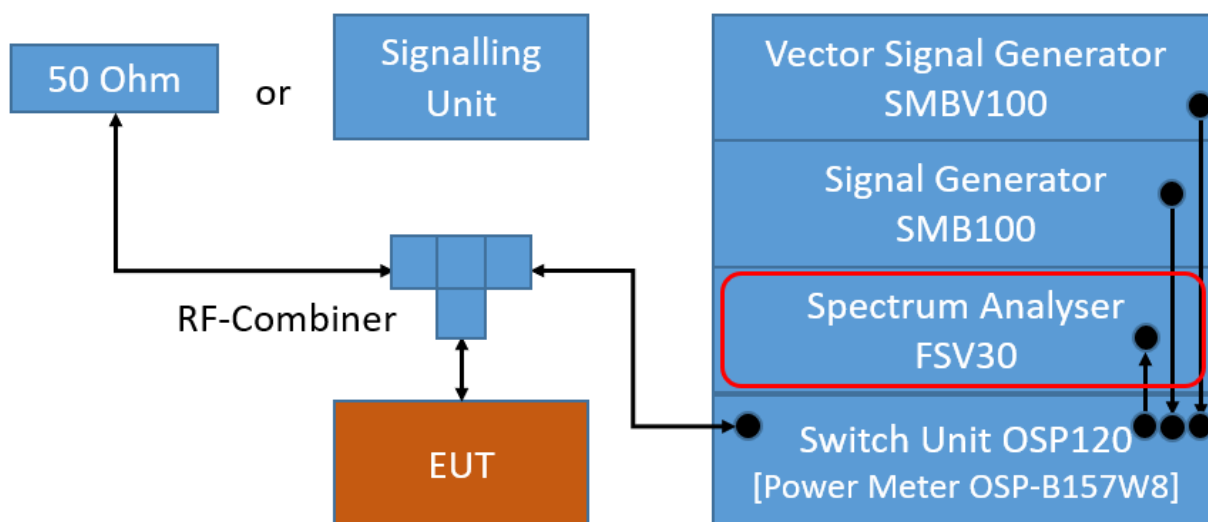 50 Ohm
or
Signalling
Unit
RF-Combiner
EUT
Vector Signal Generator
SMBV100
Signal Generator
SMB100
Spectrum Analyser
FSV30
Switch Unit OSP120
[Power Meter OSP-B157W8]